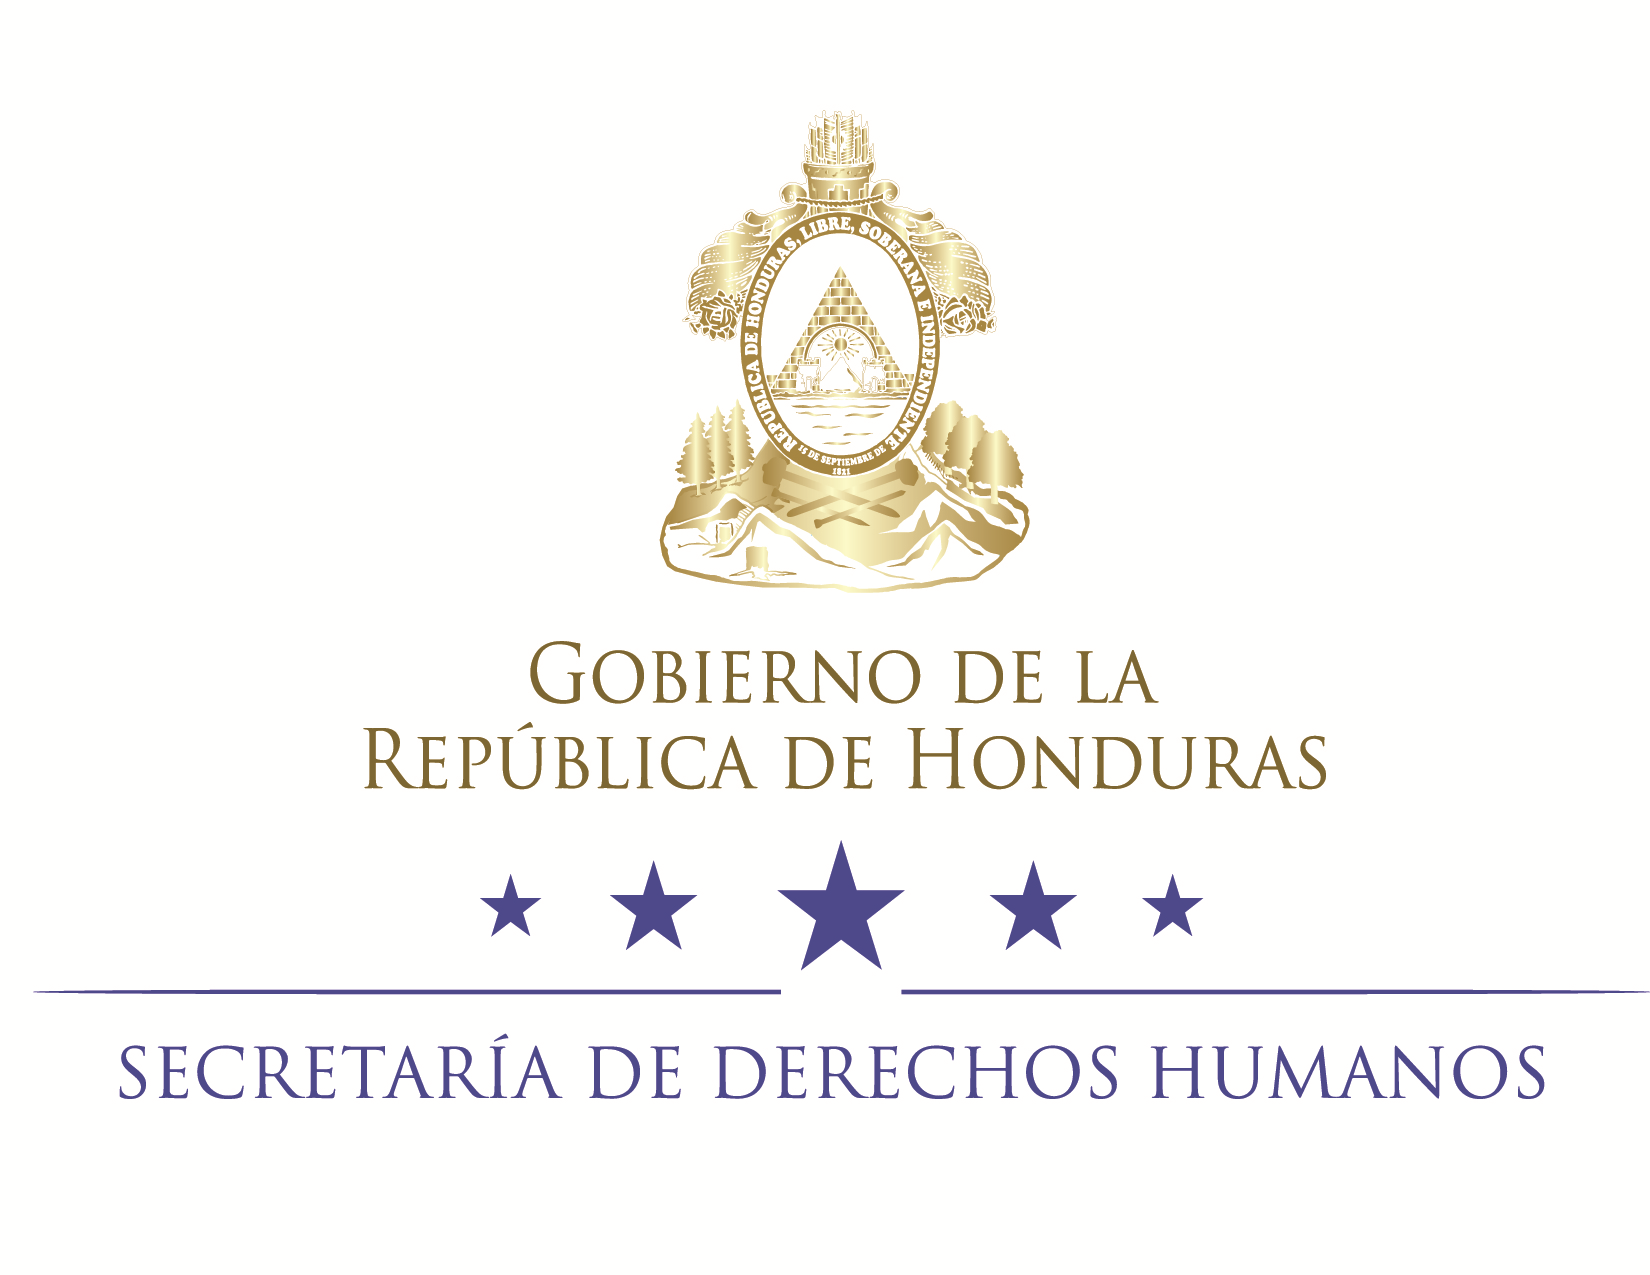 REPUBLICA DE HONDURAS, LIBRE, SOBERANA E INDEPENDIENTE
15 DE SEPTIEMBRE DE
1821
GOBIERNO DE LA
REPÚBLICA DE HONDURAS
SECRETARÍA DE DERECHOS HUMANOS